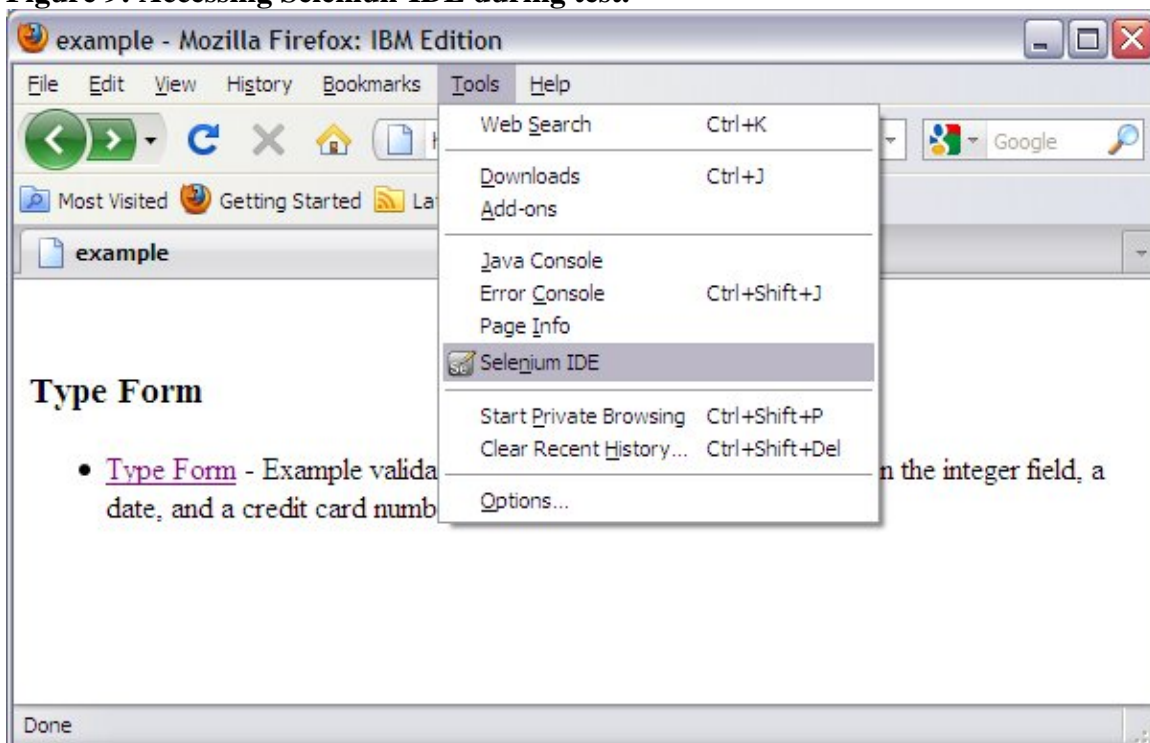 Figure 9. Accessing Selenium IDE during test.
example - Mozilla Firefox: IBM Edition
File Edit View History Bookmarks Tools Help
Google
Most Visited Getting Started La
example
Web Search Ctrl+K
Downloads Ctrl+J
Add-ons
Java Console
Error Console Ctrl+Shift+J
Page Info
Selenium IDE
Start Private Browsing Ctrl+Shift+P
Clear Recent History... Ctrl+Shift+Del
Options...
Type Form
Type Form - Example valida n the integer field, a
date, and a credit card numb
Done